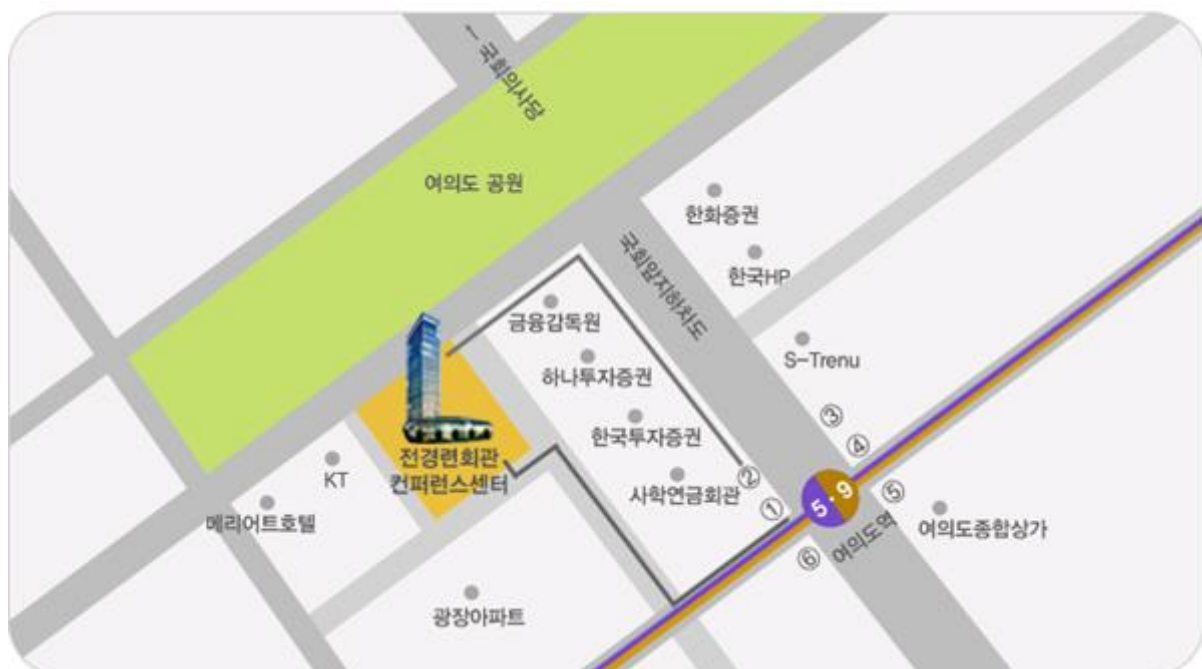 ← 국회의사당
여의도 공원
한화증권
국회앞지하차도
한국HP
금융감독원
하나투자증권
S-Trenu
한국투자증권
③
④
전경련회관
컨퍼런스센터
KT
사학연금회관
②
①
5·9
⑤
메리어트호텔
여의도역
여의도종합상가
⑥
광장아파트